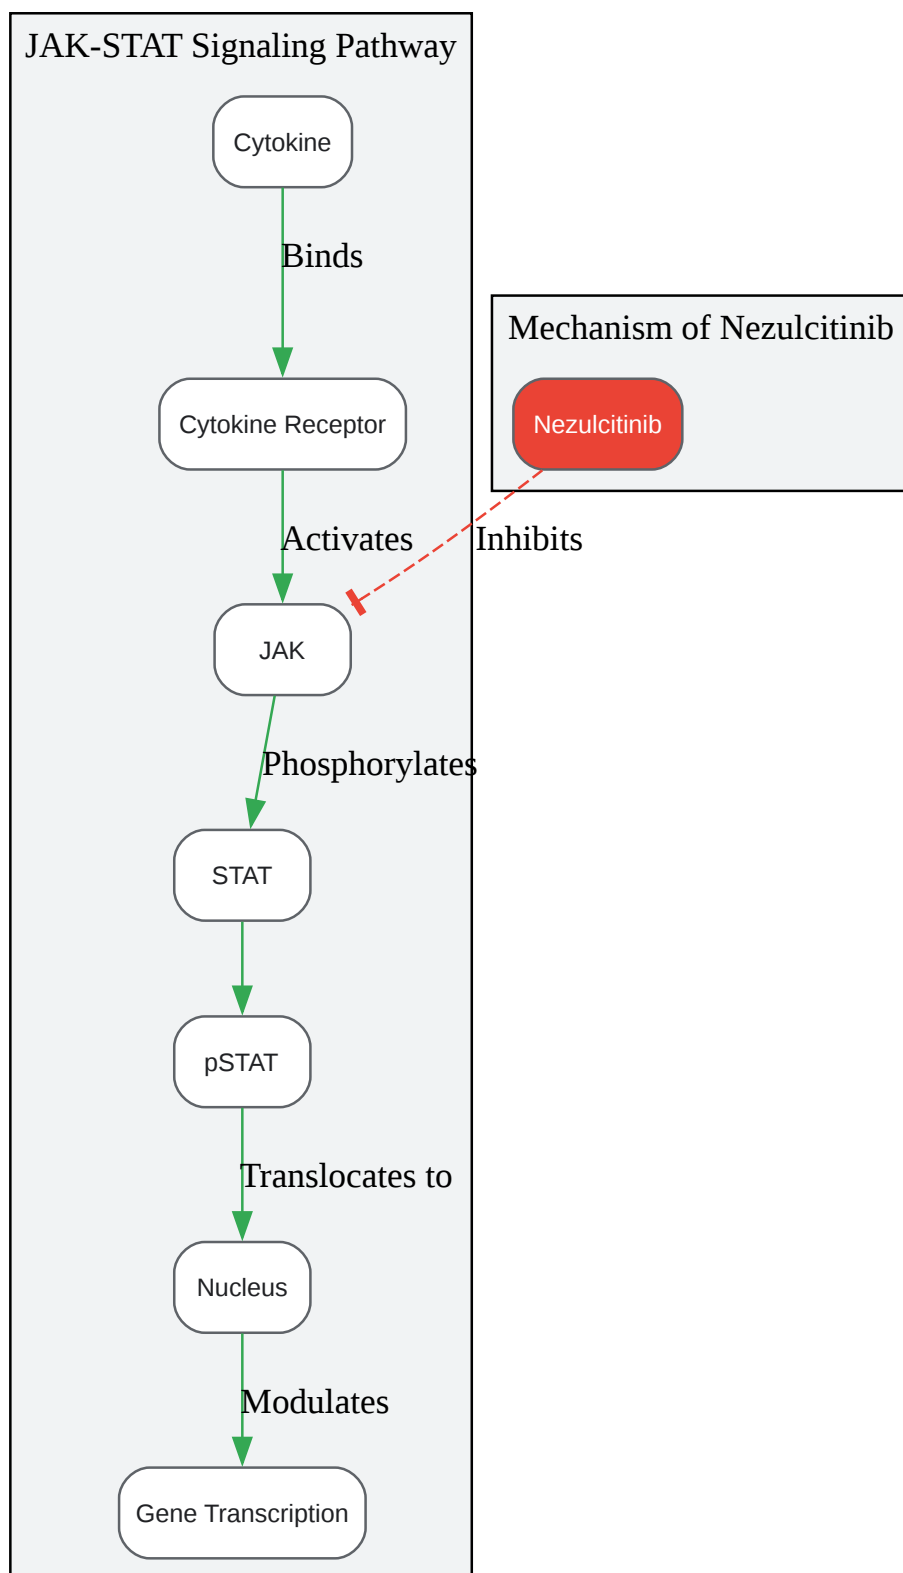 JAK-STAT Signaling Pathway
Cytokine
Binds
Mechanism of Nezulcitinib
Cytokine Receptor
Nezulcitinib
Activates
Inhibits
JAK
Phosphorylates
STAT
pSTAT
Translocates to
Nucleus
Modulates
Gene Transcription